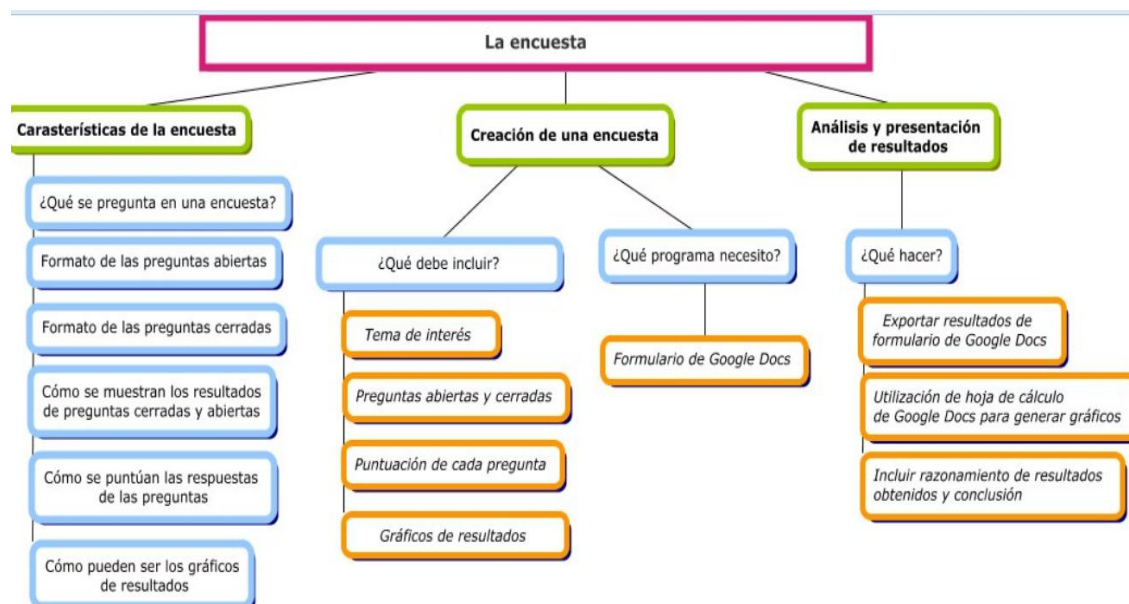 La encuesta
Carasterísticas de la encuesta
¿Qué se pregunta en una encuesta?
Formato de las preguntas abiertas
Formato de las preguntas cerradas
Cómo se muestran los resultados
de preguntas cerradas y abiertas
Cómo se puntúan las respuestas
de las preguntas
Cómo pueden ser los gráficos
de resultados
Creación de una encuesta
¿Qué debe incluir?
Tema de interés
Preguntas abiertas y cerradas
Puntuación de cada pregunta
Gráficos de resultados
¿Qué programa necesito?
Formulario de Google Docs
Análisis y presentación
de resultados
¿Qué hacer?
Exportar resultados de
formulario de Google Docs
Utilización de hoja de cálculo
de Google Docs para generar gráficos
Incluir razonamiento de resultados
obtenidos y conclusión